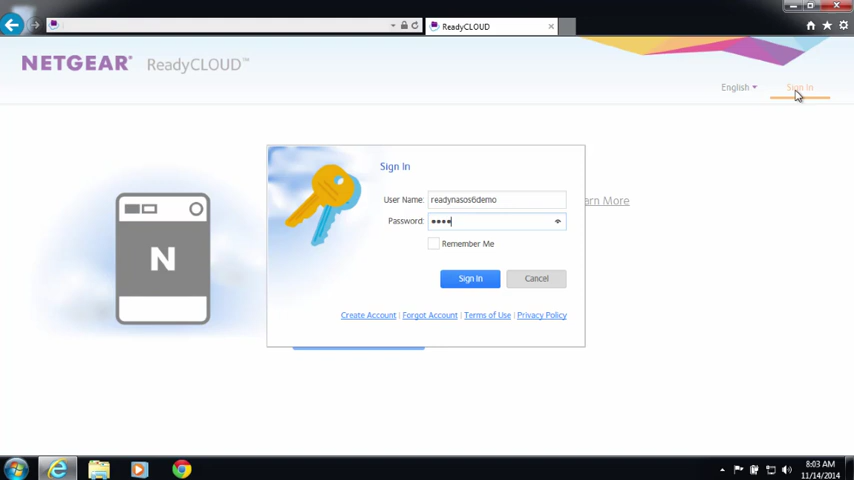 ReadyCLOUD
NETGEAR® ReadyCLOUD™
English Sign In
Sign In
User Name: readynasos6demo
Password: ••••
Remember Me
Sign In Cancel
Create Account | Forgot Account | Terms of Use | Privacy Policy
arn More
N
8:03 AM
11/14/2014